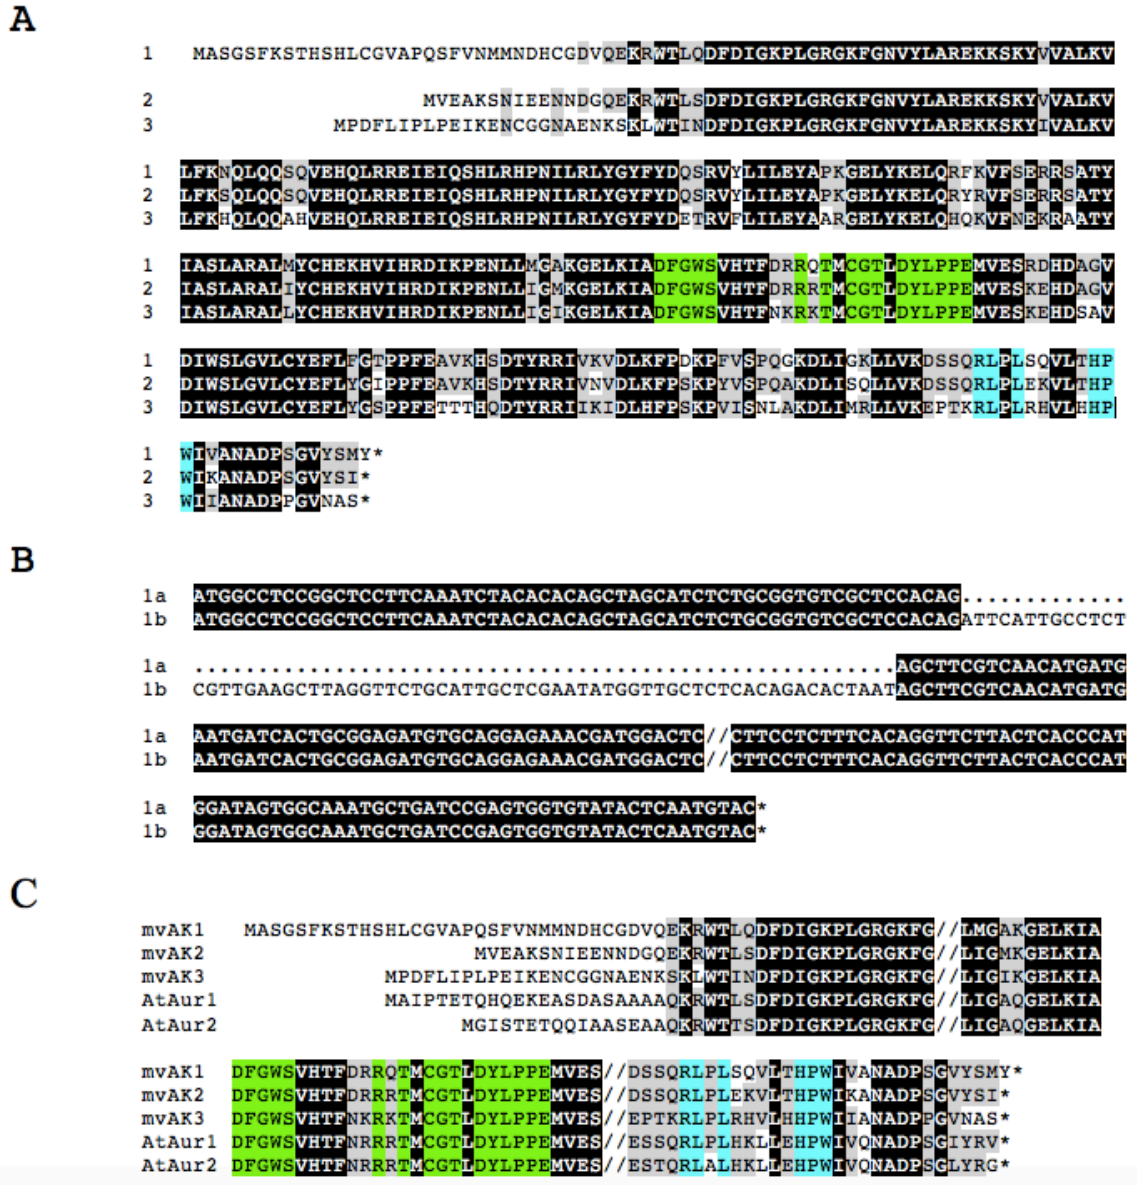 A
1 MASGSFKSTHSHLCGVAPQSFVNMMNDHCGDVQEKRWTLQDFDIGKPLGRGKFGNVYLAREKKSKYVVALKV
2 MVEAKSNIEENNDGQEKRWTLSDFDIGKPLGRGKFGNVYLAREKKSKYVVALKV
3 MPDFLIPLPEIKENCGGNAENKSKLWTINDFDIGKPLGRGKFGNVYLAREKKSKYIVALKV
1 LFKNQLQQSQVEHQLRREIEIQSHLRHPNILRLYGYFYDQSRVYLILEYAPKGELYKELQRFKVFSERRSATY
2 LFKSQLQQSQVEHQLRREIEIQSHLRHPNILRLYGYFYDQSRVYLILEYAPKGELYKELQRYRVFSERRSATY
3 LFKHQLQQAHVEHQLRREIEIQSHLRHPNILRLYGYFYDETRVFLILEYAARGELYKELQHQKVFNEKRAATY
1 IASLARALMYCHEKHVIHRDIKPENLLMGAKGELKIADFGWSVHTFDRRQTMCGTLDYLPPEMVESRDHDAGV
2 IASLARALIYCHEKHVIHRDIKPENLLIGMKGELKIADFGWSVHTFDRRRTMCGTLDYLPPEMVESKEHDAGV
3 IASLARALLYCHEKHVIHRDIKPENLLIGIKGELKIADFGWSVHTFNKRKTMCGTLDYLPPEMVESKEHDSAV
1 DIWSLGVLCYEFLFGTPPFEAVKHSDTYRRIVKVDLKFPDKPFVSPQGKDLIGKLLVKDSSQRLPLSQVLTHP
2 DIWSLGVLCYEFLYGIPPFEAVKHSDTYRRIVNVDLKFPSKPYVSPQAKDLISQLLVKDSSQRLPLEKVLTHP
3 DIWSLGVLCYEFLYGSPPFETTTHQDTYRRIIKIDLHFPSKPVISNLAKDLIMRLLVKEPTKRLPLRHVLHHP
1 WIVANADPSGVYSMY*
2 WIKANADPSGVYSI*
3 WIIANADPPGVNAS*
B
1a ATGGCCTCCGGCTCCTTCAAATCTACACACAGCTAGCATCTCTGCGGTGTCGCTCCACAG.............
1b ATGGCCTCCGGCTCCTTCAAATCTACACACAGCTAGCATCTCTGCGGTGTCGCTCCACAGATTCATTGCCTCT
1a .......................................................AGCTTCGTCAACATGATG
1b CGTTGAAGCTTAGGTTCTGCATTGCTCGAATATGGTTGCTCTCACAGACACTAATAGCTTCGTCAACATGATG
1a AATGATCACTGCGGAGATGTGCAGGAGAAACGATGGACTC//CTTCCTCTTTCACAGGTTCTTACTCACCCAT
1b AATGATCACTGCGGAGATGTGCAGGAGAAACGATGGACTC//CTTCCTCTTTCACAGGTTCTTACTCACCCAT
1a GGATAGTGGCAAATGCTGATCCGAGTGGTGTATACTCAATGTAC*
1b GGATAGTGGCAAATGCTGATCCGAGTGGTGTATACTCAATGTAC*
C
mvAK1 MASGSFKSTHSHLCGVAPQSFVNMMNDHCGDVQEKRWTLQDFDIGKPLGRGKFG//LMGAKGELKIA
mvAK2 MVEAKSNIEENNDGQEKRWTLSDFDIGKPLGRGKFG//LIGMKGELKIA
mvAK3 MPDFLIPLPEIKENCGGNAENKSKLWTINDFDIGKPLGRGKFG//LIGIKGELKIA
AtAur1 MAIPTETQHQEKEASDASAAAAQKRWTLSDFDIGKPLGRGKFG//LIGAQGELKIA
AtAur2 MGISTETQQIAASEAAQKRWTTSDFDIGKPLGRGKFG//LIGAQGELKIA
mvAK1 DFGWSVHTFDRRQTMCGTLDYLPPEMVES//DSSQRLPLSQVLTHPWIVANADPSGVYSMY*
mvAK2 DFGWSVHTFDRRRTMCGTLDYLPPEMVES//DSSQRLPLEKVLTHPWIKANADPSGVYSI*
mvAK3 DFGWSVHTFNKRKTMCGTLDYLPPEMVES//EPTKRLPLRHVLHHPWIIANADPPGVNAS*
AtAur1 DFGWSVHTFNRRRTMCGTLDYLPPEMVES//ESSQRLPLHKLLEHPWIVQNADPSGIYRV*
AtAur2 DFGWSVHTFNRRRTMCGTLDYLPPEMVES//ESTQRLALHKLLEHPWIVQNADPSGLYRG*